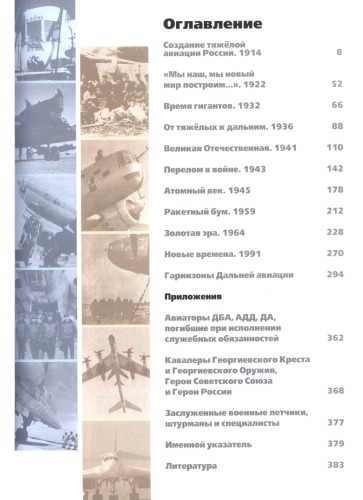 Оглавление
Создание тяжёлой
авиации России. 1914 8
«Мы наш, мы новый
мир построим...». 1922 52
Время гигантов. 1932 66
От тяжёлых к дальним. 1936 88
Великая Отечественная. 1941 110
Перелом в войне. 1943 142
Атомный век. 1945 178
Ракетный бум. 1959 212
Золотая эра. 1964 228
Новые времена. 1991 270
Гарнизоны Дальней авиации 294
Приложения
Авиаторы ДБА, АДД, ДА,
погибшие при исполнении
служебных обязанностей 362
Кавалеры Георгиевского Креста
и Георгиевского Оружия,
Герои Советского Союза
и Герои России 368
Заслуженные военные летчики,
штурманы и специалисты 377
Именной указатель 379
Литература 383